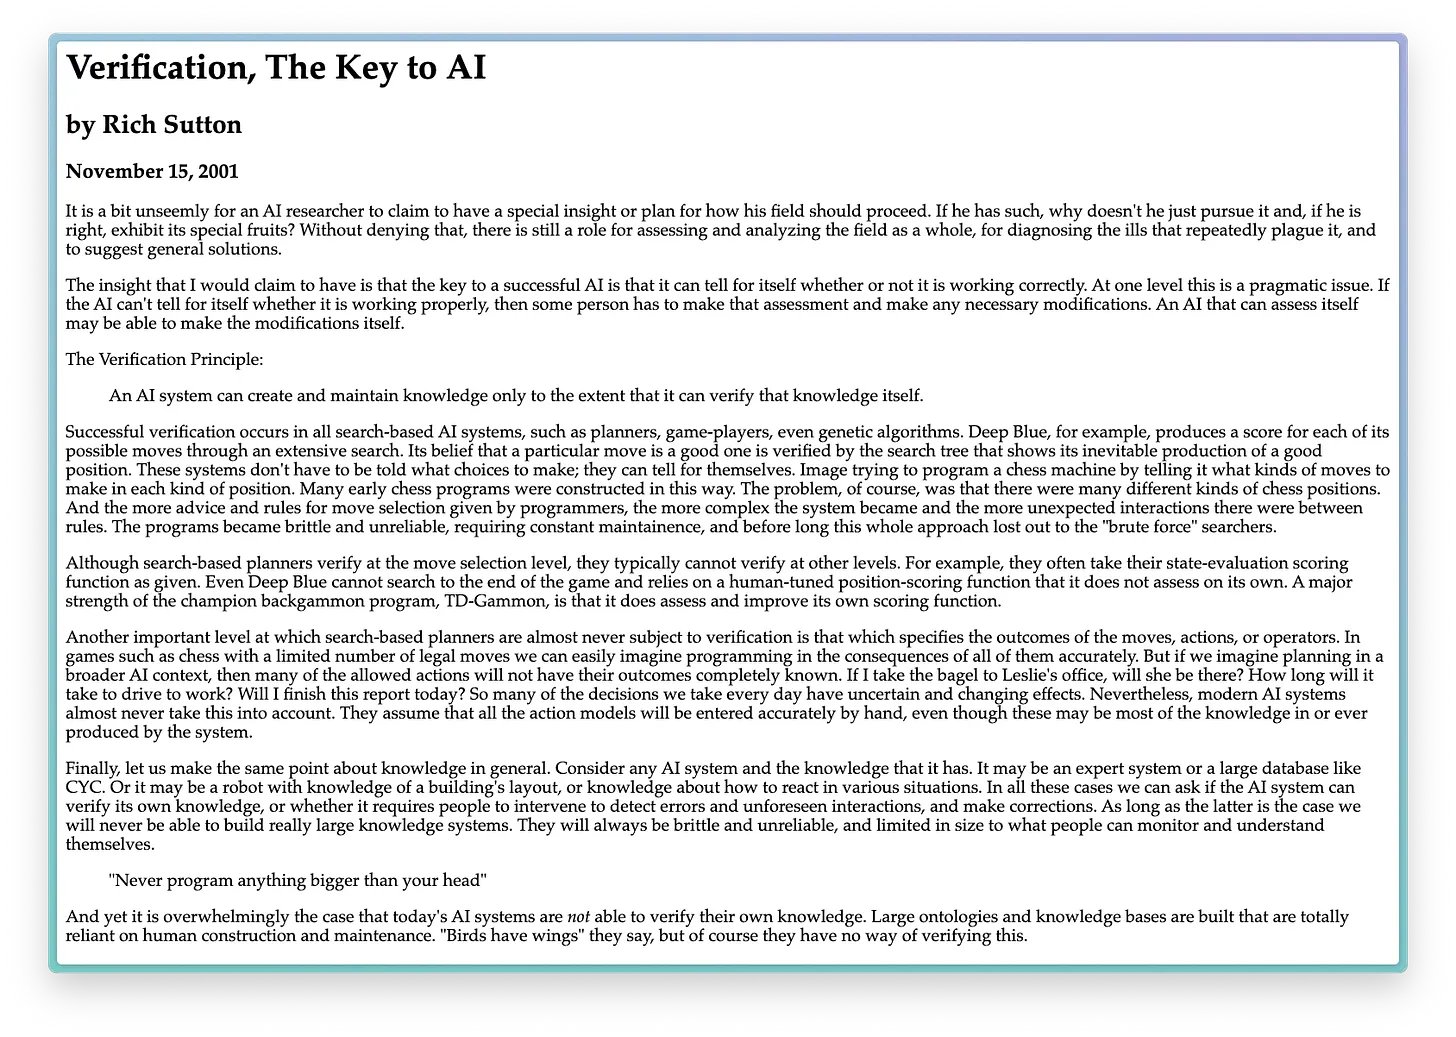 Verification, The Key to AI
by Rich Sutton
November 15, 2001
It is a bit unseemly for an AI researcher to claim to have a special insight or plan for how his field should proceed. If he has such, why doesn't he just pursue it and, if he is
right, exhibit its special fruits? Without denying that, there is still a role for assessing and analyzing the field as a whole, for diagnosing the ills that repeatedly plague it, and
to suggest general solutions.
The insight that I would claim to have is that the key to a successful AI is that it can tell for itself whether or not it is working correctly. At one level this is a pragmatic issue. If
the AI can't tell for itself whether it is working properly, then some person has to make that assessment and make any necessary modifications. An AI that can assess itself
may be able to make the modifications itself.
The Verification Principle:
An AI system can create and maintain knowledge only to the extent that it can verify that knowledge itself.
Successful verification occurs in all search-based AI systems, such as planners, game-players, even genetic algorithms. Deep Blue, for example, produces a score for each of its
possible moves through an extensive search. Its belief that a particular move is a good one is verified by the search tree that shows its inevitable production of a good
position. These systems don't have to be told what choices to make; they can tell for themselves. Image trying to program a chess machine by telling it what kinds of moves to
make in each kind of position. Many early chess programs were constructed in this way. The problem, of course, was that there were many different kinds of chess positions.
And the more advice and rules for move selection given by programmers, the more complex the system became and the more unexpected interactions there were between
rules. The programs became brittle and unreliable, requiring constant maintainence, and before long this whole approach lost out to the "brute force" searchers.
Although search-based planners verify at the move selection level, they typically cannot verify at other levels. For example, they often take their state-evaluation scoring
function as given. Even Deep Blue cannot search to the end of the game and relies on a human-tuned position-scoring function that it does not assess on its own. A major
strength of the champion backgammon program, TD-Gammon, is that it does assess and improve its own scoring function.
Another important level at which search-based planners are almost never subject to verification is that which specifies the outcomes of the moves, actions, or operators. In
games such as chess with a limited number of legal moves we can easily imagine programming in the consequences of all of them accurately. But if we imagine planning in a
broader AI context, then many of the allowed actions will not have their outcomes completely known. If I take the bagel to Leslie's office, will she be there? How long will it
take to drive to work? Will I finish this report today? So many of the decisions we take every day have uncertain and changing effects. Nevertheless, modern AI systems
almost never take this into account. They assume that all the action models will be entered accurately by hand, even though these may be most of the knowledge in or ever
produced by the system.
Finally, let us make the same point about knowledge in general. Consider any AI system and the knowledge that it has. It may be an expert system or a large database like
CYC. Or it may be a robot with knowledge of a building's layout, or knowledge about how to react in various situations. In all these cases we can ask if the AI system can
verify its own knowledge, or whether it requires people to intervene to detect errors and unforeseen interactions, and make corrections. As long as the latter is the case we
will never be able to build really large knowledge systems. They will always be brittle and unreliable, and limited in size to what people can monitor and understand
themselves.
"Never program anything bigger than your head"
And yet it is overwhelmingly the case that today's AI systems are not able to verify their own knowledge. Large ontologies and knowledge bases are built that are totally
reliant on human construction and maintenance. "Birds have wings" they say, but of course they have no way of verifying this.